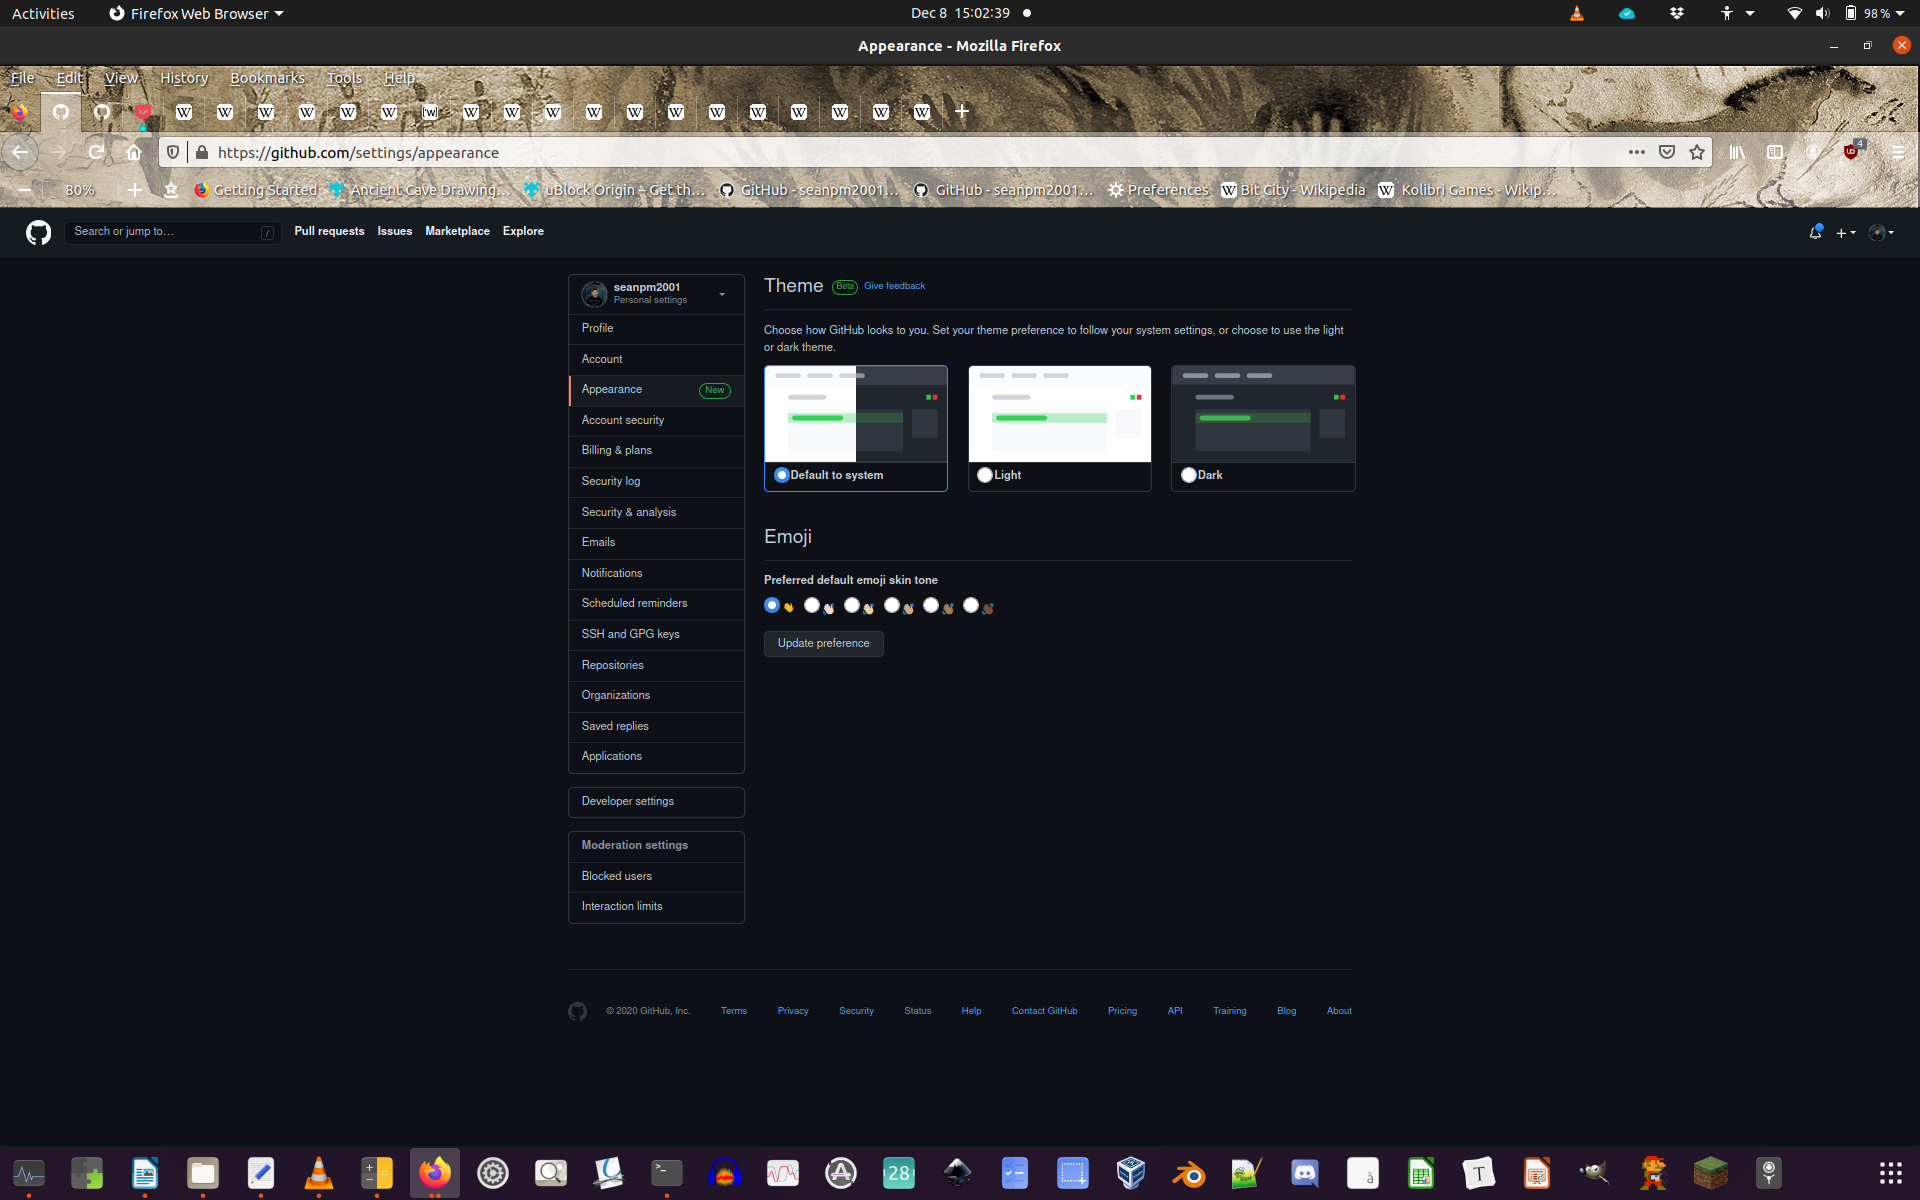 Activities Firefox Web Browser Dec 8 15:02:39 98 %
Appearance - Mozilla Firefox
File Edit View History Bookmarks Tools Help
https://github.com/settings/appearance 4
80% Getting Started Ancient Cave Drawing… uBlock Origin – Get th… GitHub - seanpm2001… GitHub - seanpm2001… Preferences Bit City - Wikipedia Kolibri Games - Wikip…
Search or jump to… / Pull requests Issues Marketplace Explore
seanpm2001
Personal settings
Profile
Account
Appearance New
Account security
Billing & plans
Security log
Security & analysis
Emails
Notifications
Scheduled reminders
SSH and GPG keys
Repositories
Organizations
Saved replies
Applications
Developer settings
Moderation settings
Blocked users
Interaction limits
Theme Beta Give feedback
Choose how GitHub looks to you. Set your theme preference to follow your system settings, or choose to use the light
or dark theme.
Default to system Light Dark
Emoji
Preferred default emoji skin tone
Update preference
© 2020 GitHub, Inc. Terms Privacy Security Status Help Contact GitHub Pricing API Training Blog About
28